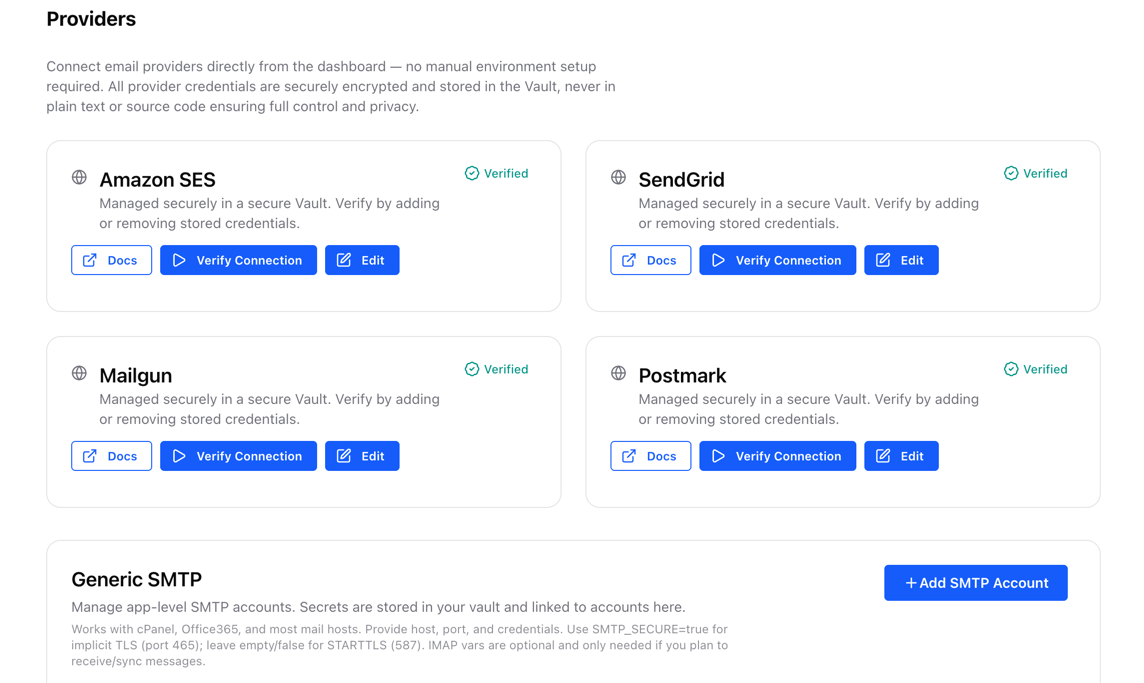 Providers
Connect email providers directly from the dashboard — no manual environment setup
required. All provider credentials are securely encrypted and stored in the Vault, never in
plain text or source code ensuring full control and privacy.
Amazon SES
Verified
Managed securely in a secure Vault. Verify by adding
or removing stored credentials.
Docs
Verify Connection
Edit
SendGrid
Verified
Managed securely in a secure Vault. Verify by adding
or removing stored credentials.
Docs
Verify Connection
Edit
Mailgun
Verified
Managed securely in a secure Vault. Verify by adding
or removing stored credentials.
Docs
Verify Connection
Edit
Postmark
Verified
Managed securely in a secure Vault. Verify by adding
or removing stored credentials.
Docs
Verify Connection
Edit
Generic SMTP
+ Add SMTP Account
Manage app-level SMTP accounts. Secrets are stored in your vault and linked to accounts here.
Works with cPanel, Office365, and most mail hosts. Provide host, port, and credentials. Use SMTP_SECURE=true for
implicit TLS (port 465); leave empty/false for STARTTLS (587). IMAP vars are optional and only needed if you plan to
receive/sync messages.